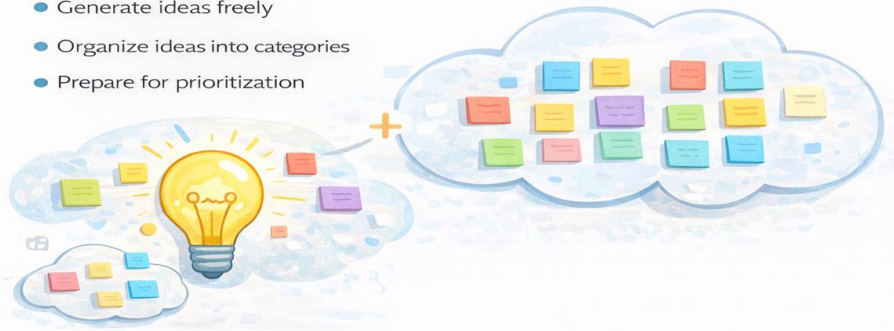 • Generate ideas freely
• Organize ideas into categories
• Prepare for prioritization